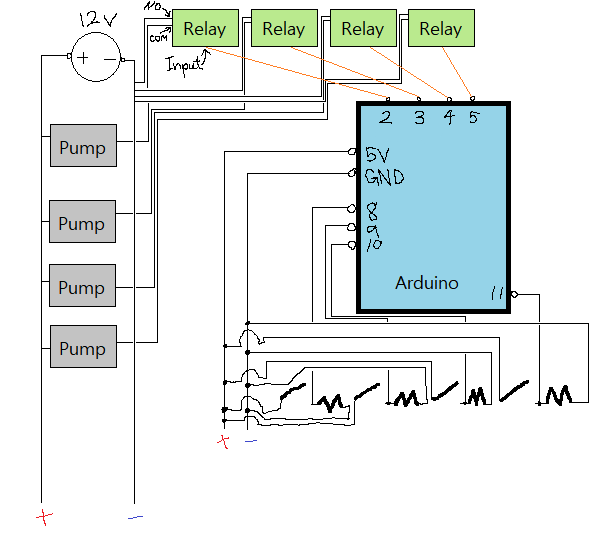 12V
NO
COM
Input
Relay
Relay
Relay
Relay
+ -
2 3 4 5
Pump
5V
GND
8
9
10
Pump
Pump
Arduino
11
Pump
+ -
+ -